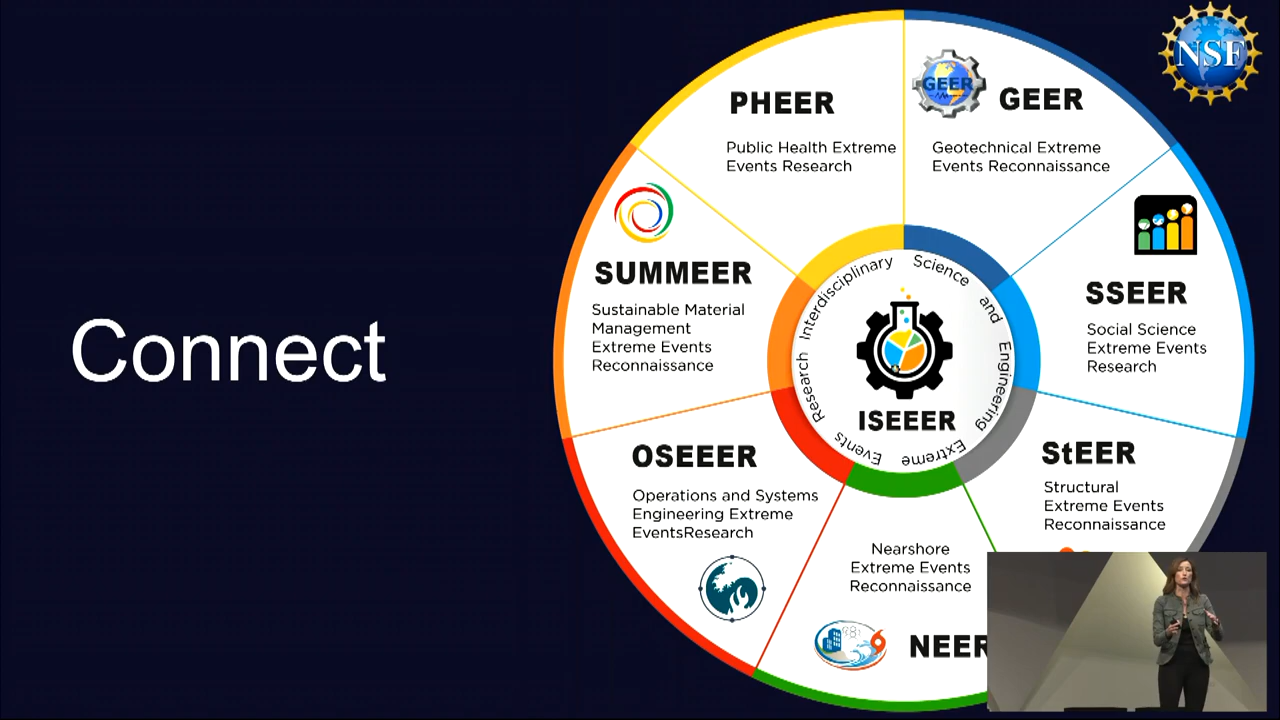 Connect
NSF
PHEER
Public Health Extreme
Events Research
GEER
GEER
Geotechnical Extreme
Events Reconnaissance
SUMMEER
Sustainable Material
Management
Extreme Events
Reconnaissance
SSEER
Social Science
Extreme Events
Research
Interdisciplinary Science and Engineering Extreme Events Research
ISEEER
OSEEER
Operations and Systems
Engineering Extreme
EventsResearch
StEER
Structural
Extreme Events
Reconnaissance
Nearshore
Extreme Events
Reconnaissance
NEER